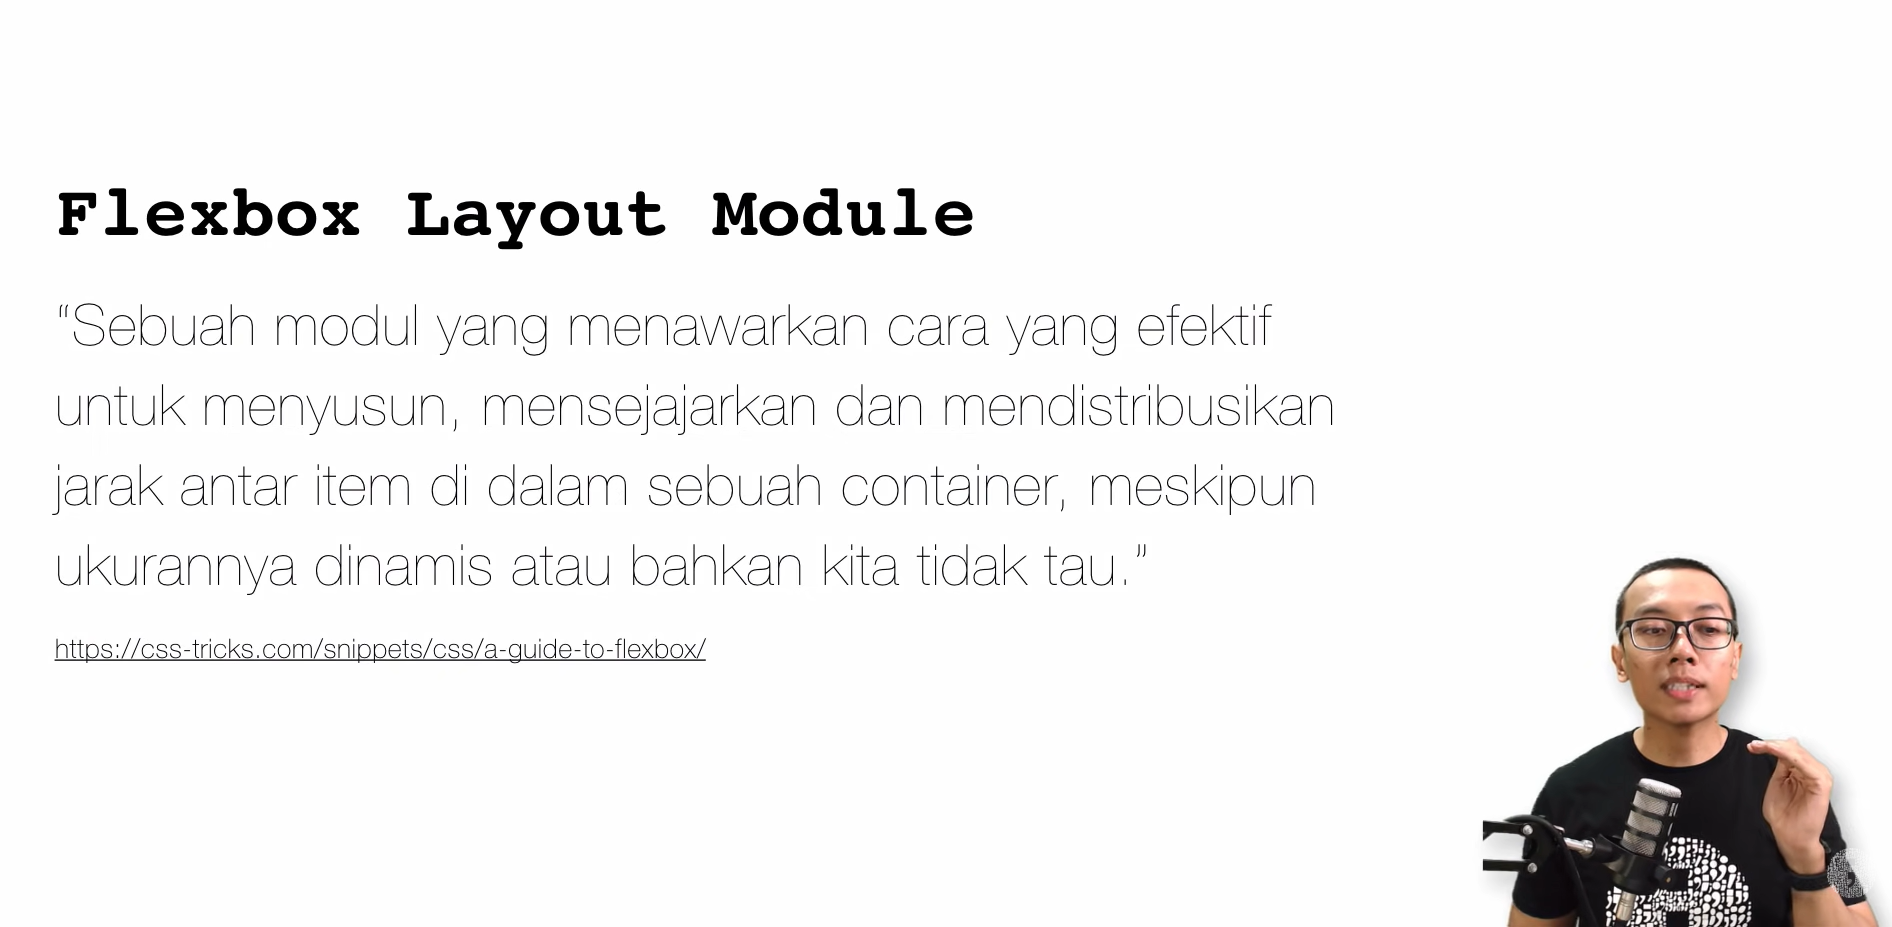 Flexbox Layout Module
“Sebuah modul yang menawarkan cara yang efektif
untuk menyusun, mensejajarkan dan mendistribusikan
jarak antar item di dalam sebuah container, meskipun
ukurannya dinamis atau bahkan kita tidak tau.”
https://css-tricks.com/snippets/css/a-guide-to-flexbox/